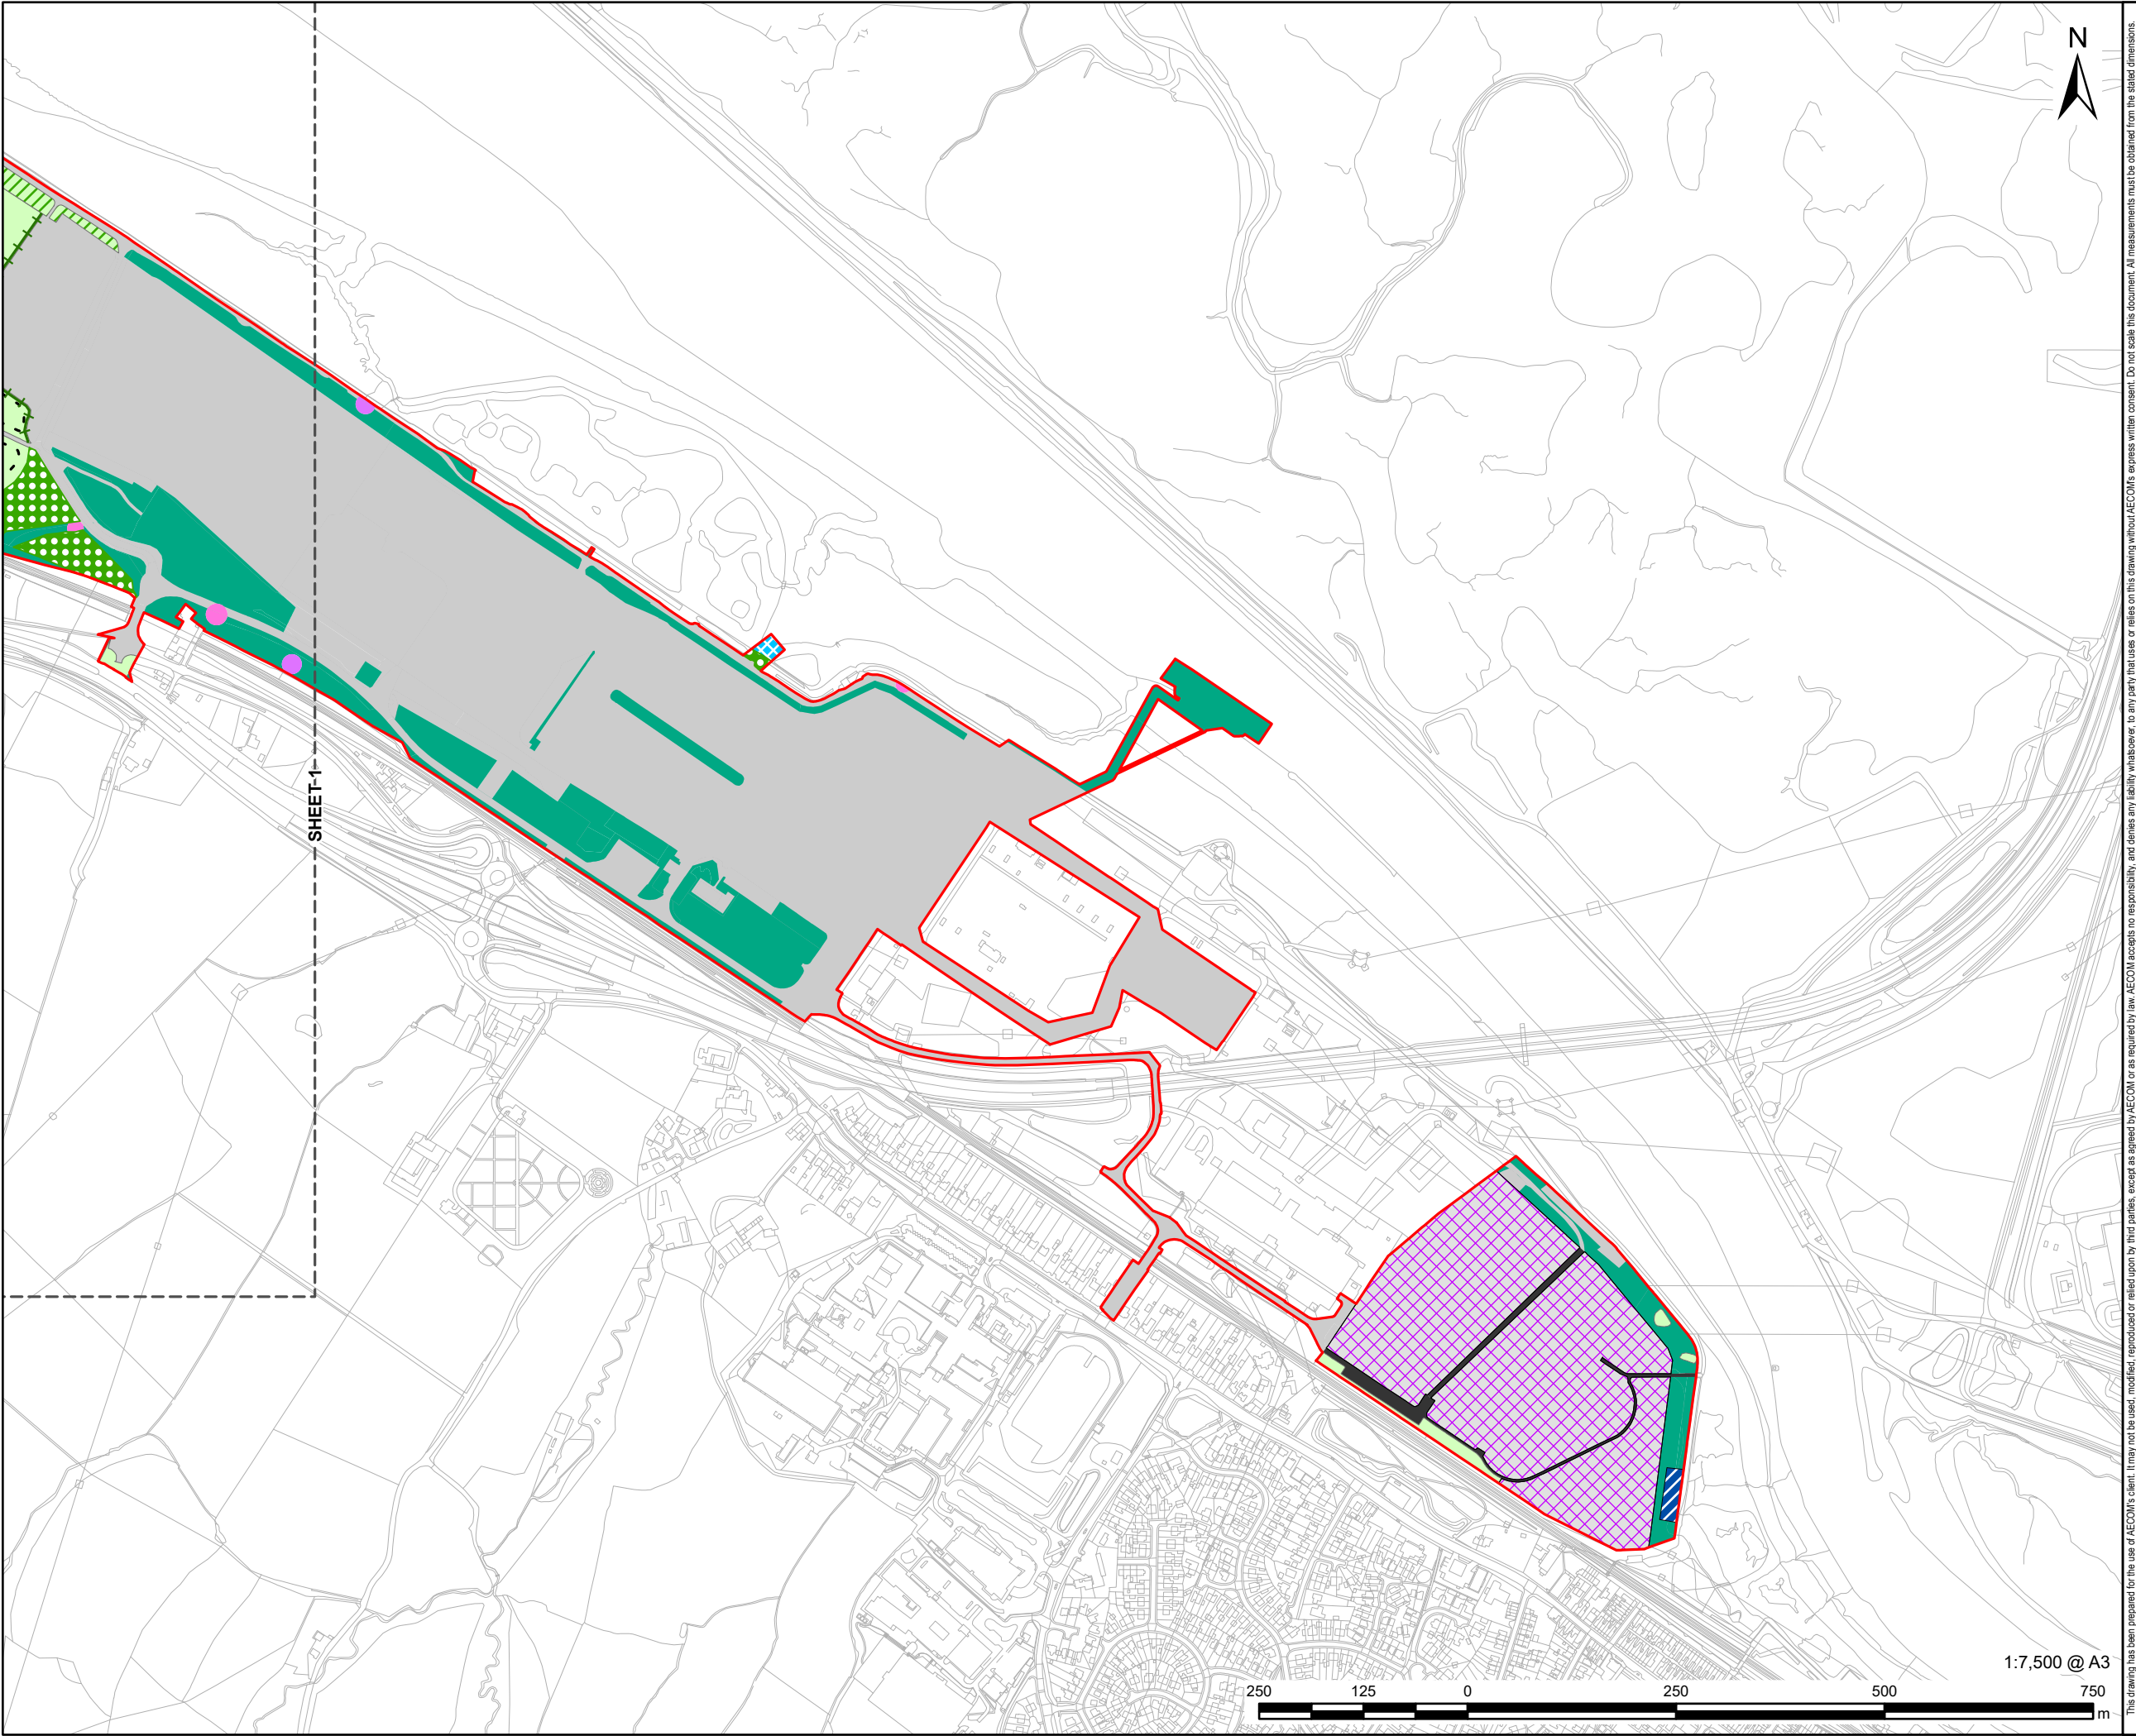 N
SHEET 1
1:7,500 @ A3
250 125 0 250 500 750
m
This drawing has been prepared for the use of AECOM's client. It may not be used, modified, reproduced or relied upon by third parties, except as agreed by AECOM or as required by law. AECOM accepts no responsibility, and denies any liability whatsoever, to any party that uses or relies on this drawing without AECOM's express written consent. Do not scale this document. All measurements must be obtained from the stated dimensions.